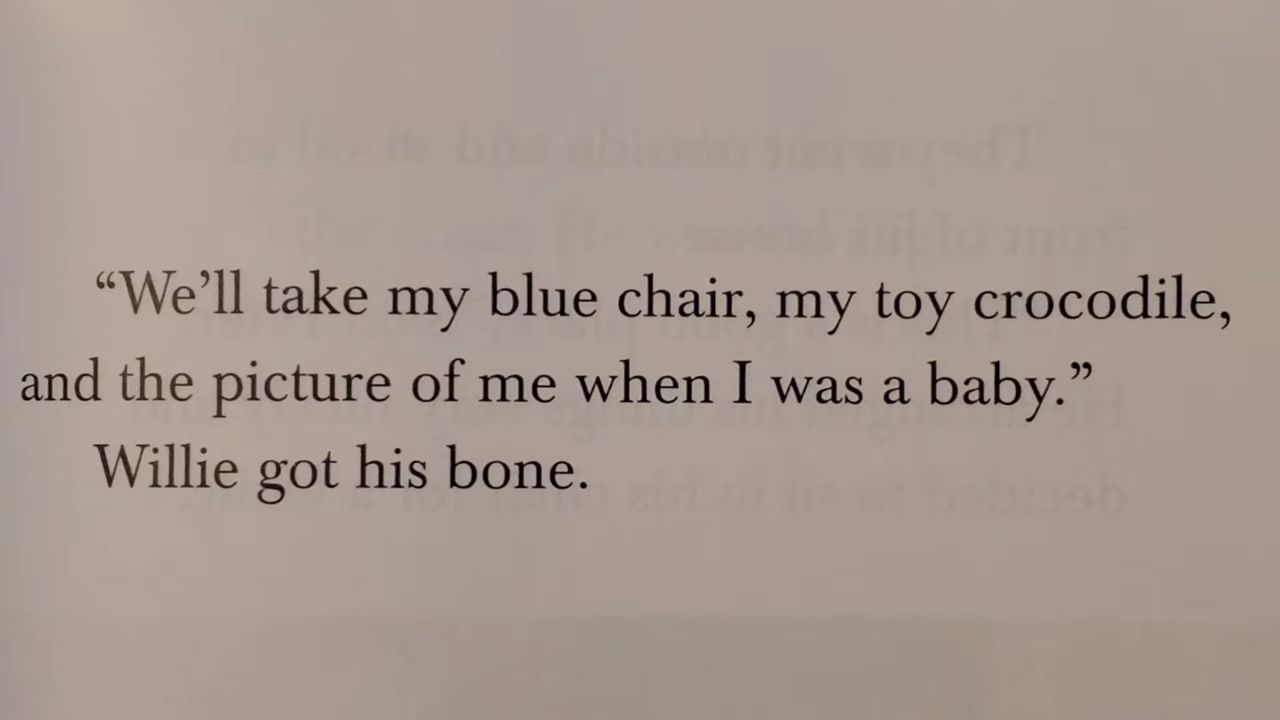 “We’ll take my blue chair, my toy crocodile,
and the picture of me when I was a baby.”
Willie got his bone.